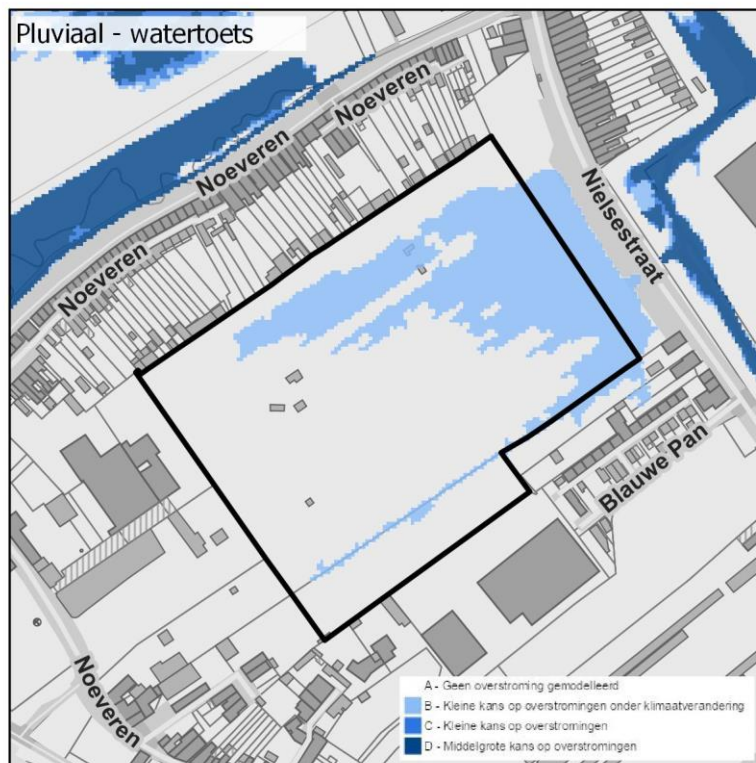 Pluviaal - watertoets
Noeveren
Noeveren
Noeveren
Nielsestraat
Blauwe Pan
Noeveren
A - Geen overstroming gemodelleerd
B - Kleine kans op overstromingen onder klimaatverandering
C - Kleine kans op overstromingen
D - Middelgrote kans op overstromingen